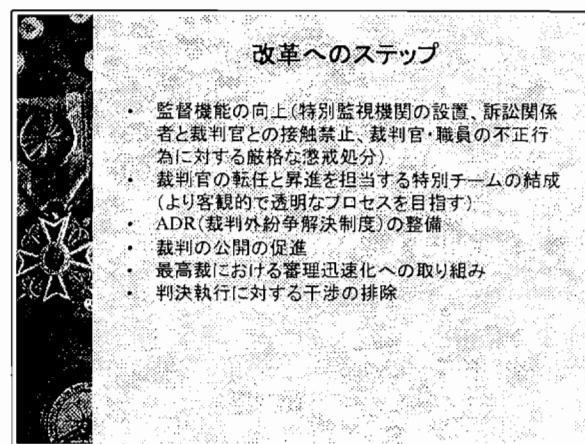 改革へのステップ
・ 監督機能の向上(特別監視機関の設置、訴訟関係
者と裁判官との接触禁止、裁判官・職員の不正行
為に対する厳格な懲戒処分)
・ 裁判官の転任と昇進を担当する特別チームの結成
(より客観的で透明なプロセスを目指す)
・ ADR(裁判外紛争解決制度)の整備
・ 裁判の公開の促進
・ 最高裁における審理迅速化への取り組み
・ 判決執行に対する干渉の排除